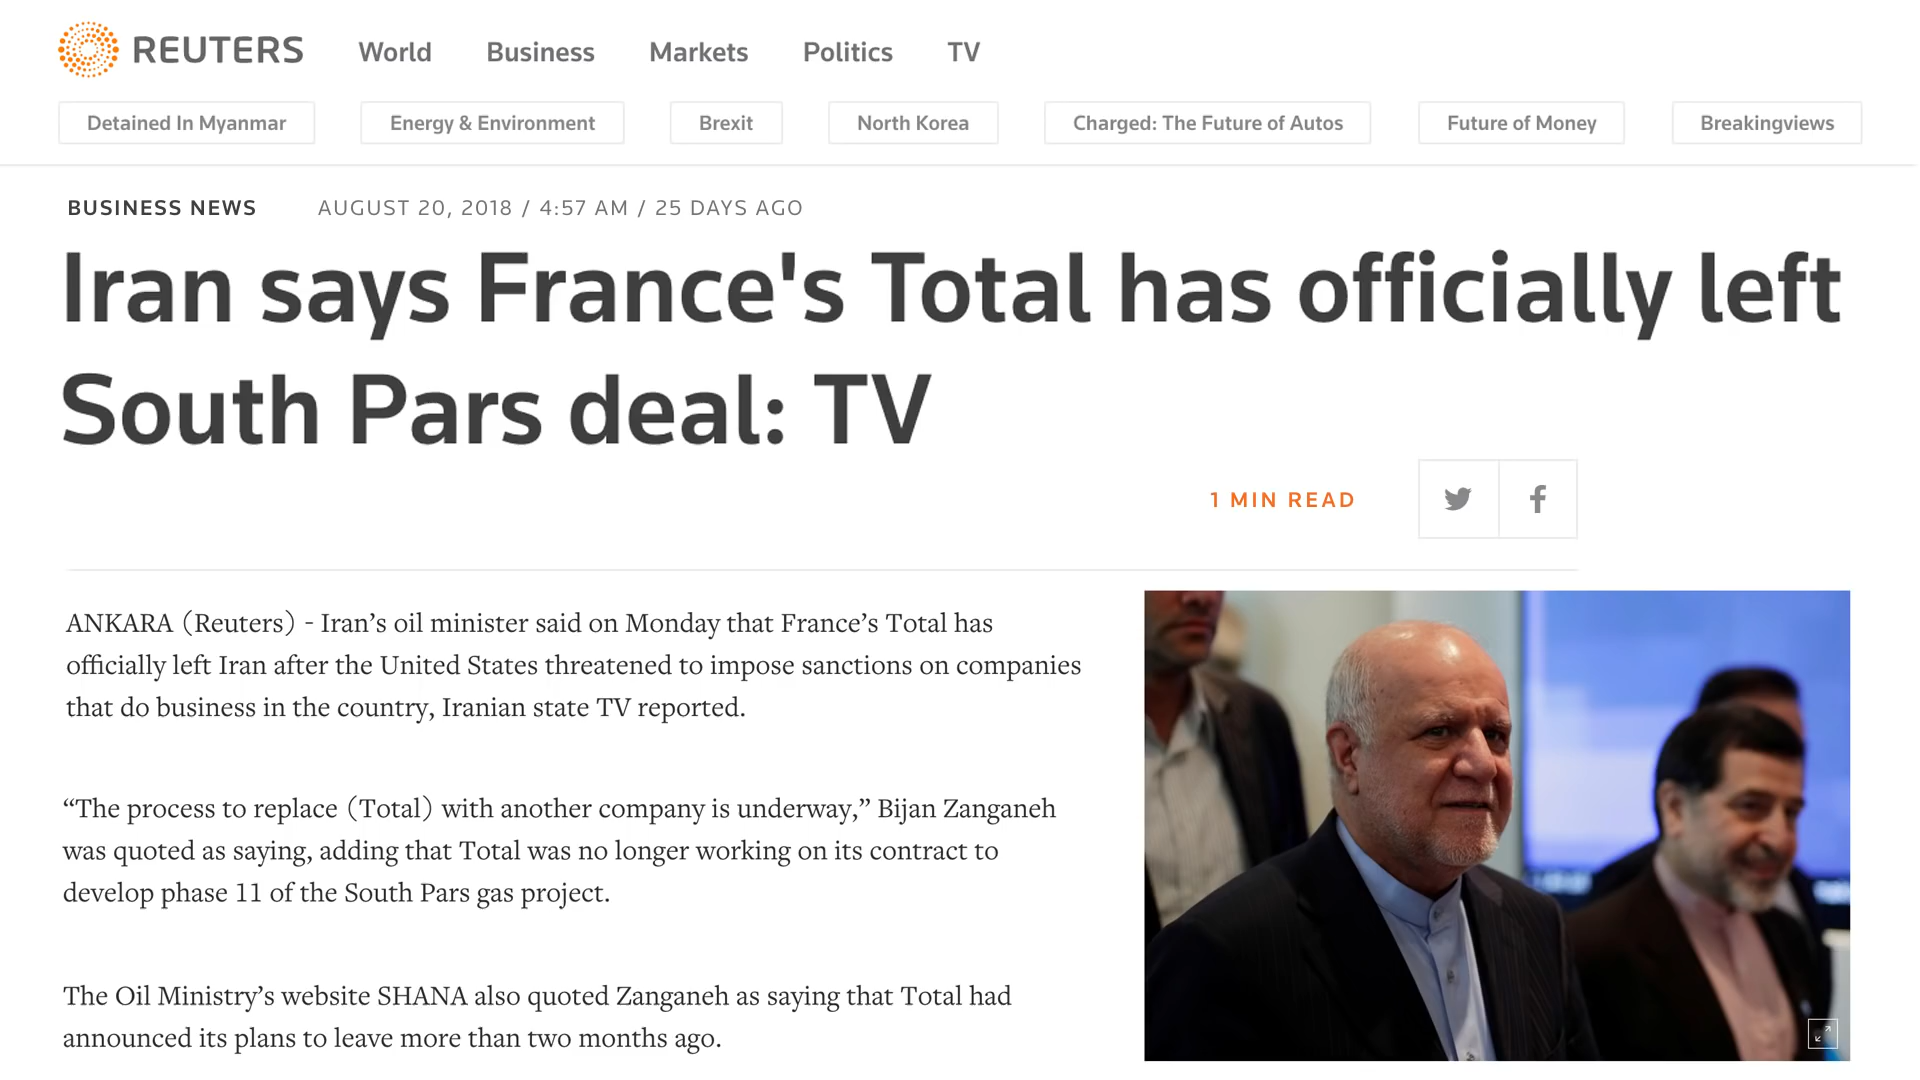 REUTERS World Business Markets Politics TV
Detained In Myanmar Energy & Environment Brexit North Korea Charged: The Future of Autos Future of Money Breakingviews
BUSINESS NEWS AUGUST 20, 2018 / 4:57 AM / 25 DAYS AGO
Iran says France's Total has officially left
South Pars deal: TV
1 MIN READ
ANKARA (Reuters) - Iran’s oil minister said on Monday that France’s Total has
officially left Iran after the United States threatened to impose sanctions on companies
that do business in the country, Iranian state TV reported.
“The process to replace (Total) with another company is underway,” Bijan Zanganeh
was quoted as saying, adding that Total was no longer working on its contract to
develop phase 11 of the South Pars gas project.
The Oil Ministry’s website SHANA also quoted Zanganeh as saying that Total had
announced its plans to leave more than two months ago.